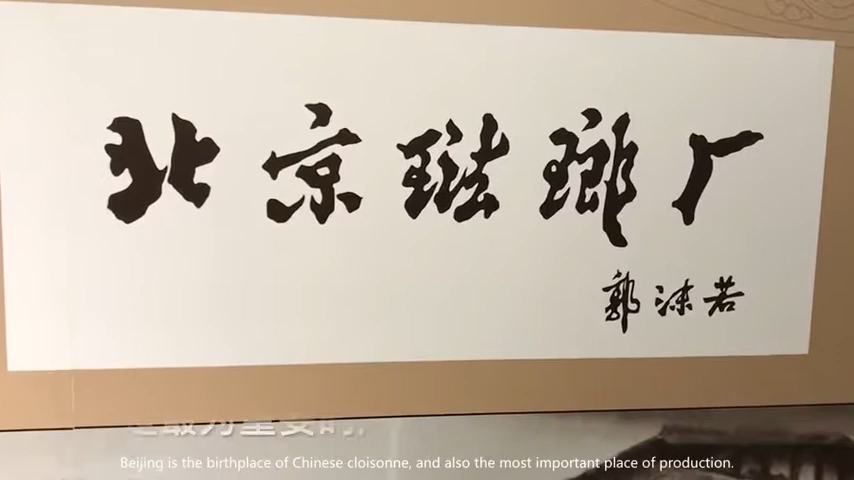 北京珐瑯厂
郭沫若
Beijing is the birthplace of Chinese cloisonne, and also the most important place of production.